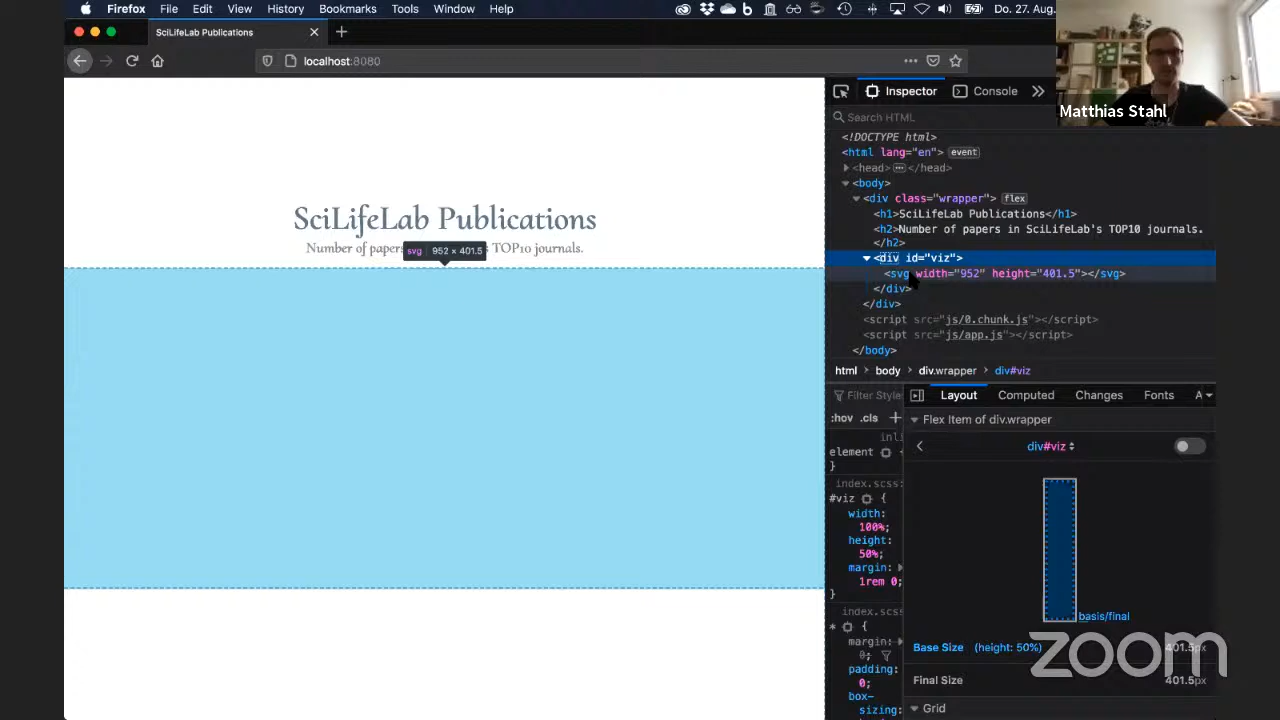 Firefox File Edit View History Bookmarks Tools Window Help Do. 27 Aug.
SciLifeLab Publications
localhost:8080
Matthias Stahl
Inspector Console
Search HTML
<!DOCTYPE html>
<html lang="en"> event
<head> ••• </head>
<body>
<div class="wrapper"> flex
<h1>SciLifeLab Publications</h1>
<h2>Number of papers in SciLifeLab's TOP10 journals.
</h2>
<div id="viz">
<svg width="952" height="401.5"></svg>
</div>
</div>
<script src="js/0.chunk.js"></script>
<script src="js/app.js"></script>
</body>
SciLifeLab Publications
Number of papers TOP10 journals.
svg 952 × 401.5
html body div.wrapper div#viz
Filter Style
:hov .cls +
Layout Computed Changes Fonts A
Flex Item of div.wrapper
div#viz
inli
element {
}
index.scss:
#viz {
width:
100%;
height:
50%;
margin:
1rem 0;
}
index.scss:
* {
margin:
0;
padding:
0;
box-
sizing:
basis/final
Base Size (height: 50%) 401.5px
Final Size 401.5px
Grid
zoom